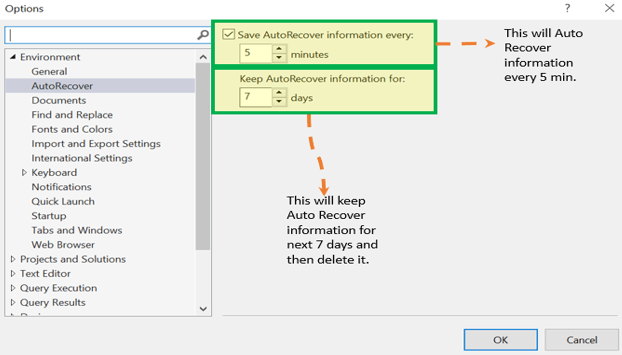 Options
? ×
Environment
General
AutoRecover
Documents
Find and Replace
Fonts and Colors
Import and Export Settings
International Settings
Keyboard
Notifications
Quick Launch
Startup
Tabs and Windows
Web Browser
Projects and Solutions
Text Editor
Query Execution
Query Results
Save AutoRecover information every:
5 minutes
Keep AutoRecover information for:
7 days
This will Auto
Recover
information
every 5 min.
This will keep
Auto Recover
information for
next 7 days and
then delete it.
OK
Cancel